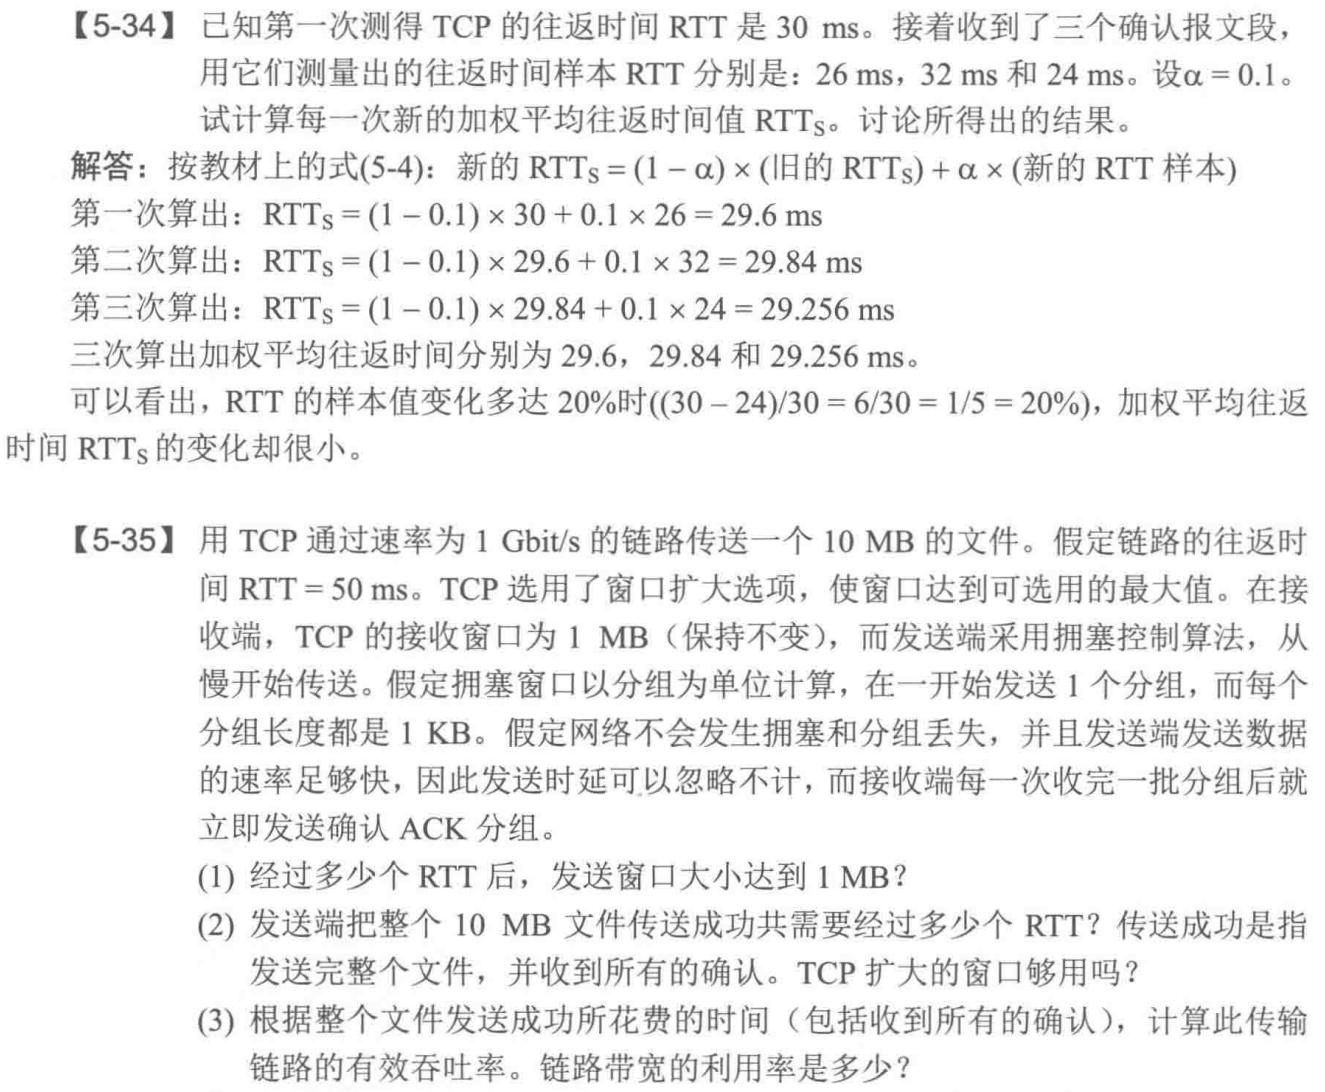 【5-34】 已知第一次测得 TCP 的往返时间 RTT 是 30 ms。接着收到了三个确认报文段，
用它们测量出的往返时间样本 RTT 分别是：26 ms，32 ms 和 24 ms。设α = 0.1。
试计算每一次新的加权平均往返时间值 RTTS。讨论所得出的结果。
解答：按教材上的式(5-4)：新的 RTTS = (1 − α) × (旧的 RTTS) + α × (新的 RTT 样本)
第一次算出：RTTS = (1 − 0.1) × 30 + 0.1 × 26 = 29.6 ms
第二次算出：RTTS = (1 − 0.1) × 29.6 + 0.1 × 32 = 29.84 ms
第三次算出：RTTS = (1 − 0.1) × 29.84 + 0.1 × 24 = 29.256 ms
三次算出加权平均往返时间分别为 29.6，29.84 和 29.256 ms。
可以看出，RTT 的样本值变化多达 20%时((30 − 24)/30 = 6/30 = 1/5 = 20%)，加权平均往返
时间 RTTS 的变化却很小。
【5-35】 用 TCP 通过速率为 1 Gbit/s 的链路传送一个 10 MB 的文件。假定链路的往返时
间 RTT = 50 ms。TCP 选用了窗口扩大选项，使窗口达到可选用的最大值。在接
收端，TCP 的接收窗口为 1 MB（保持不变），而发送端采用拥塞控制算法，从
慢开始传送。假定拥塞窗口以分组为单位计算，在一开始发送 1 个分组，而每个
分组长度都是 1 KB。假定网络不会发生拥塞和分组丢失，并且发送端发送数据
的速率足够快，因此发送时延可以忽略不计，而接收端每一次收完一批分组后就
立即发送确认 ACK 分组。
(1) 经过多少个 RTT 后，发送窗口大小达到 1 MB？
(2) 发送端把整个 10 MB 文件传送成功共需要经过多少个 RTT？传送成功是指
发送完整个文件，并收到所有的确认。TCP 扩大的窗口够用吗？
(3) 根据整个文件发送成功所花费的时间（包括收到所有的确认），计算此传输
链路的有效吞吐率。链路带宽的利用率是多少？